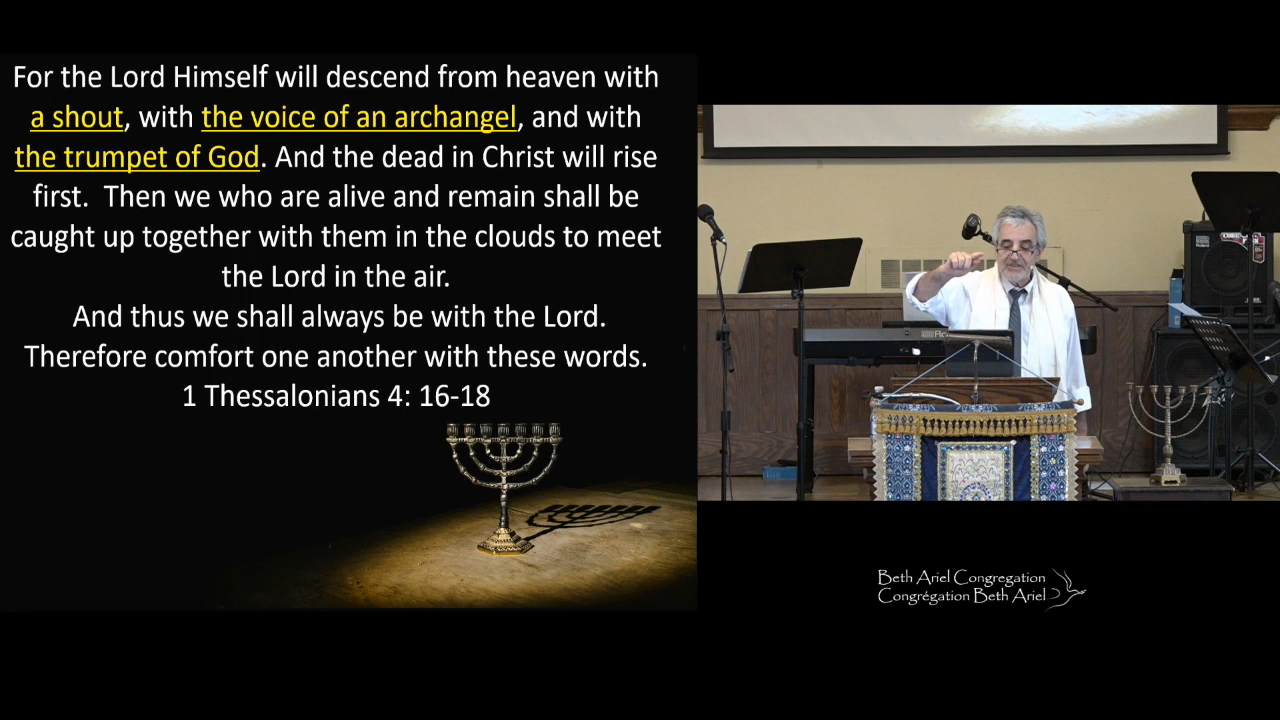 For the Lord Himself will descend from heaven with
a shout, with the voice of an archangel, and with
the trumpet of God. And the dead in Christ will rise
first.  Then we who are alive and remain shall be
caught up together with them in the clouds to meet
the Lord in the air.
And thus we shall always be with the Lord.
Therefore comfort one another with these words.
1 Thessalonians 4: 16-18
Beth Ariel Congregation
Congrégation Beth Ariel